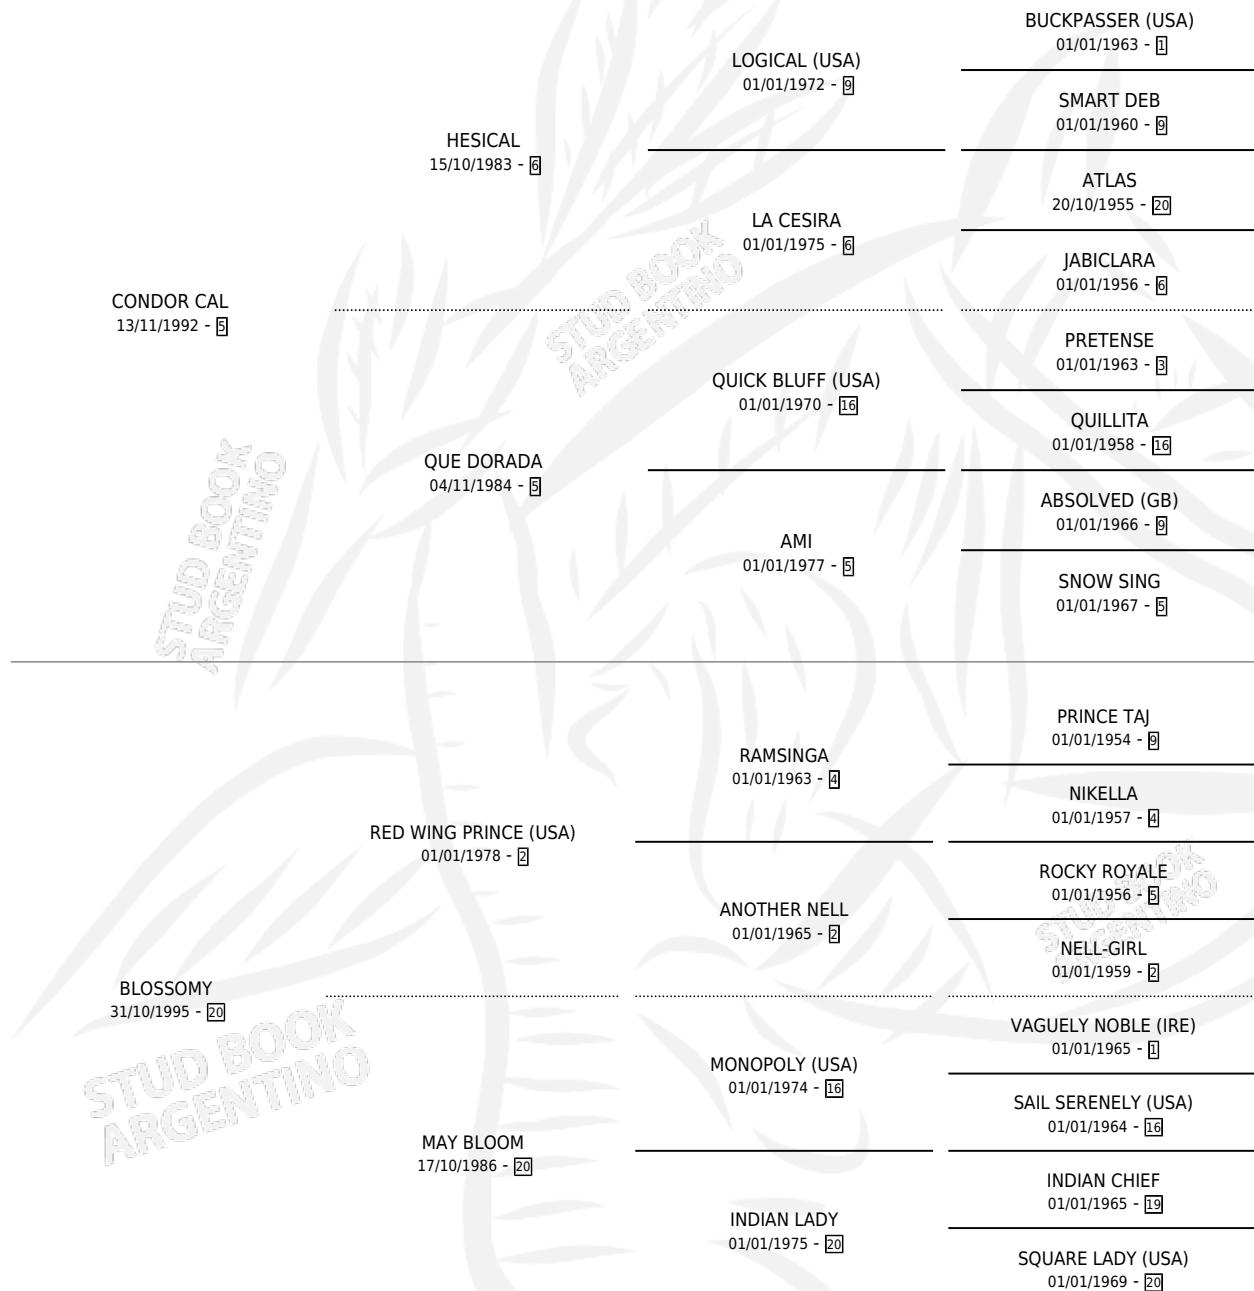 BUCKPASSER (USA)
01/01/1963 - 1
LOGICAL (USA)
01/01/1972 - 9
SMART DEB
01/01/1960 - 9
HESICAL
15/10/1983 - 6
ATLAS
20/10/1955 - 20
LA CESIRA
01/01/1975 - 6
JABICLARA
01/01/1956 - 6
CONDOR CAL
13/11/1992 - 5
STUD BOOK
ARGENTINO
PRETENSE
01/01/1963 - 3
QUICK BLUFF (USA)
01/01/1970 - 16
QUILLITA
01/01/1958 - 16
QUE DORADA
04/11/1984 - 5
ABSOLVED (GB)
01/01/1966 - 9
AMI
01/01/1977 - 5
SNOW SING
01/01/1967 - 5
STUD BOOK
ARGENTINO
PRINCE TAJ
01/01/1954 - 9
RAMSINGA
01/01/1963 - 4
NIKELLA
01/01/1957 - 4
RED WING PRINCE (USA)
01/01/1978 - 2
ROCKY ROYALE
01/01/1956 - 5
ANOTHER NELL
01/01/1965 - 2
STUD BOOK
ARGENTINO
NELL-GIRL
01/01/1959 - 2
BLOSSOMY
31/10/1995 - 20
VAGUELY NOBLE (IRE)
01/01/1965 - 1
MONOPOLY (USA)
01/01/1974 - 16
SAIL SERENELY (USA)
01/01/1964 - 16
STUD BOOK
ARGENTINO
MAY BLOOM
17/10/1986 - 20
INDIAN CHIEF
01/01/1965 - 19
INDIAN LADY
01/01/1975 - 20
SQUARE LADY (USA)
01/01/1969 - 20